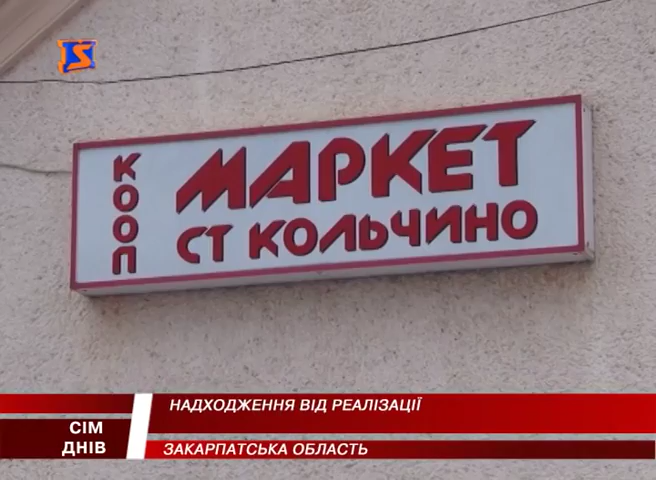 КООП
МАРКЕТ
СТ КОЛЬЧИНО
НАДХОДЖЕННЯ ВІД РЕАЛІЗАЦІЇ
СІМ
ДНІВ
ЗАКАРПАТСЬКА ОБЛАСТЬ